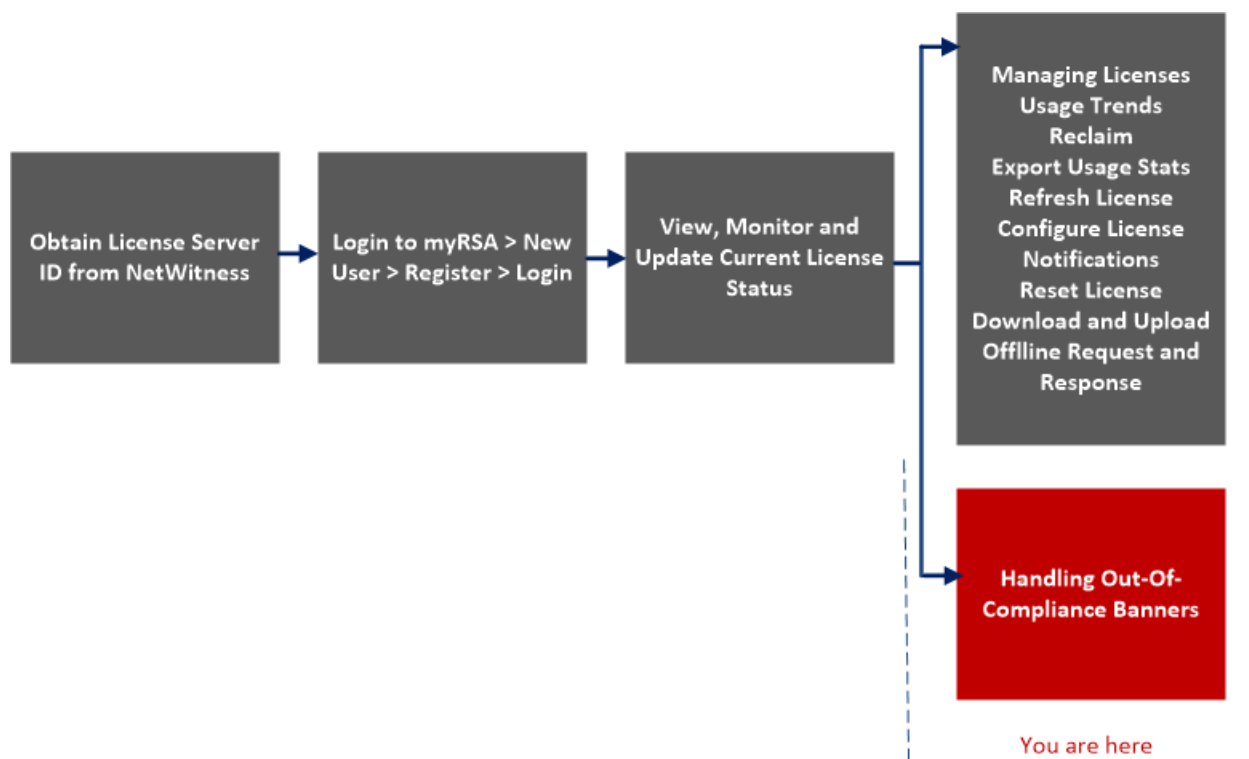 Obtain License Server
ID from NetWitness
Login to myRSA > New
User > Register > Login
View, Monitor and
Update Current License
Status
Managing Licenses
Usage Trends
Reclaim
Export Usage Stats
Refresh License
Configure License
Notifications
Reset License
Download and Upload
Offlline Request and
Response
Handling Out-Of-
Compliance Banners
You are here